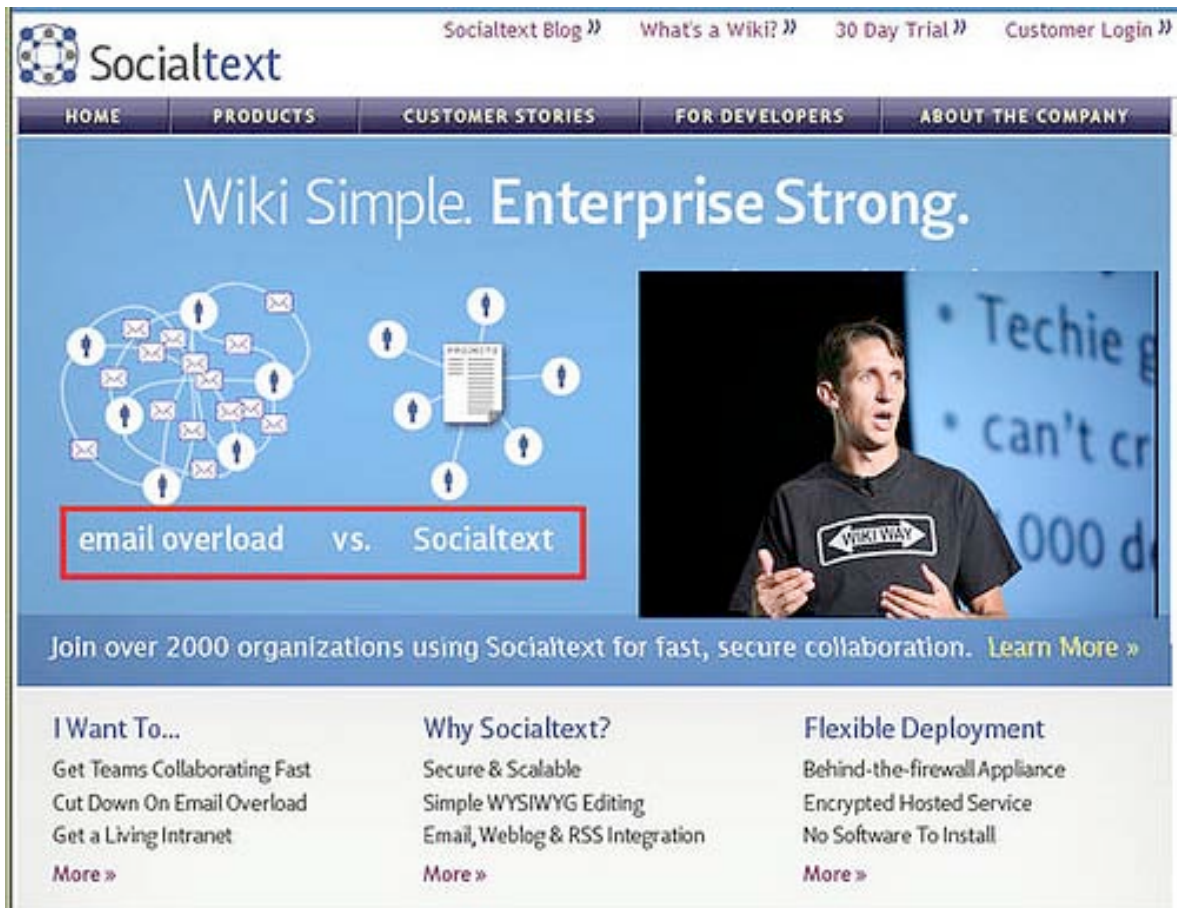 Socialtext Blog »
What's a Wiki? »
30 Day Trial »
Customer Login »
Socialtext
HOME
PRODUCTS
CUSTOMER STORIES
FOR DEVELOPERS
ABOUT THE COMPANY
Wiki Simple. Enterprise Strong.
PROJECTS
• Techie
• can't
000
WIKI WAY
email overload vs. Socialtext
Join over 2000 organizations using Socialtext for fast, secure collaboration. Learn More »
I Want To...
Get Teams Collaborating Fast
Cut Down On Email Overload
Get a Living Intranet
More »
Why Socialtext?
Secure & Scalable
Simple WYSIWYG Editing
Email, Weblog & RSS Integration
More »
Flexible Deployment
Behind-the-firewall Appliance
Encrypted Hosted Service
No Software To Install
More »